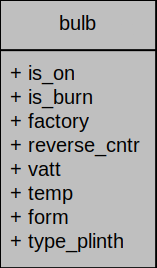 bulb
+ is_on
+ is_burn
+ factory
+ reverse_cntr
+ vatt
+ temp
+ form
+ type_plinth